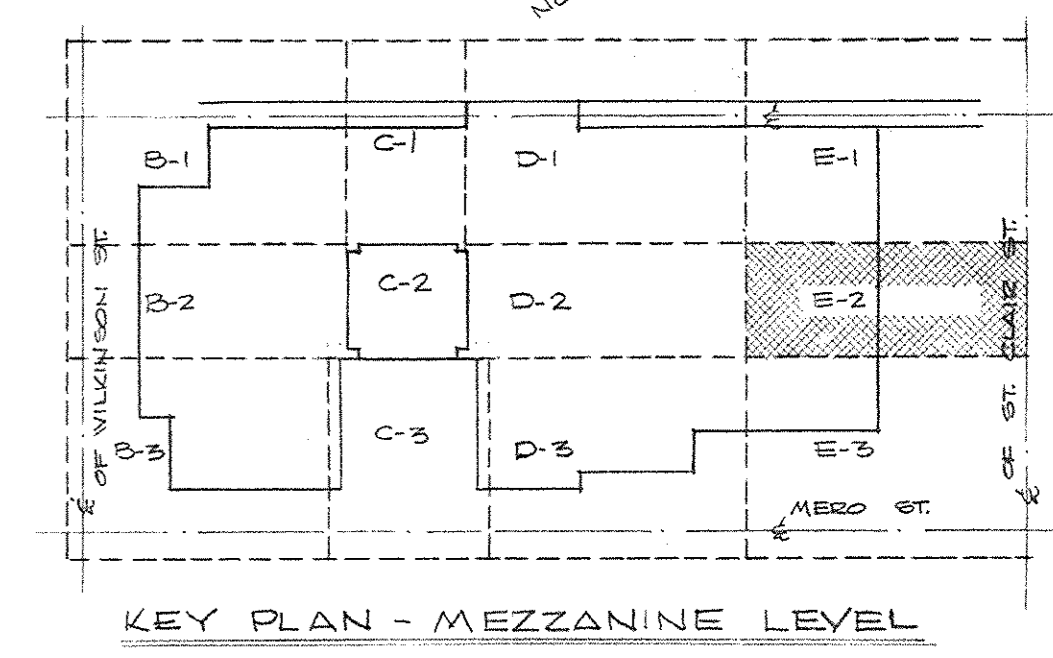 NO
B-1
C-1
D-1
E-1
℄
B-2
C-2
D-2
E-2
B-3
C-3
D-3
E-3
℄ OF WILKINSON ST.
℄ OF ST. CLAIR ST.
℄ MERO ST.
KEY PLAN - MEZZANINE LEVEL